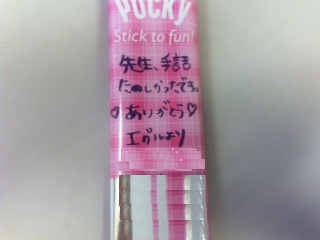 POCKY
Stick to fun!
先生、手話
たのしかったです。
♡ありがとう♡
エガルより